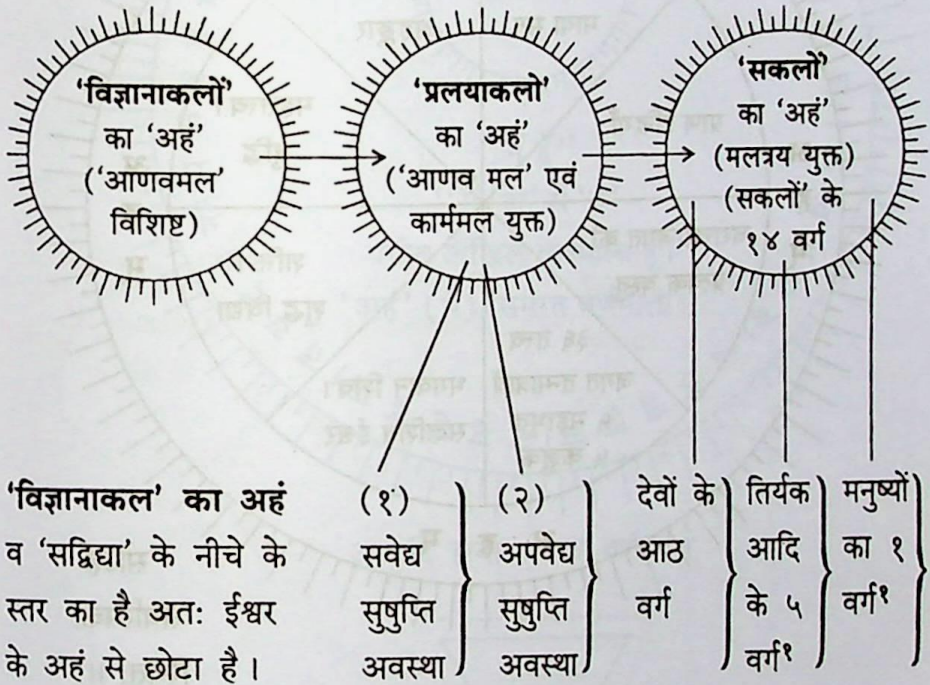 'विज्ञानाकलों'
का 'अहं'
('आणवमल'
विशिष्ट)
'प्रलयाकलो'
का 'अहं'
('आणव मल' एवं
कार्ममल युक्त)
'सकलों'
का 'अहं'
(मलत्रय युक्त)
(सकलों' के
१४ वर्ग
'विज्ञानाकल' का अहं
व 'सद्विद्या' के नीचे के
स्तर का है अतः ईश्वर
के अहं से छोटा है।
(१)
सवेद्य
सुषुप्ति
अवस्था
(२)
अपवेद्य
सुषुप्ति
अवस्था
देवों के
आठ
वर्ग
तिर्यक
आदि
के ५
वर्ग१
मनुष्यों
का १
वर्ग१